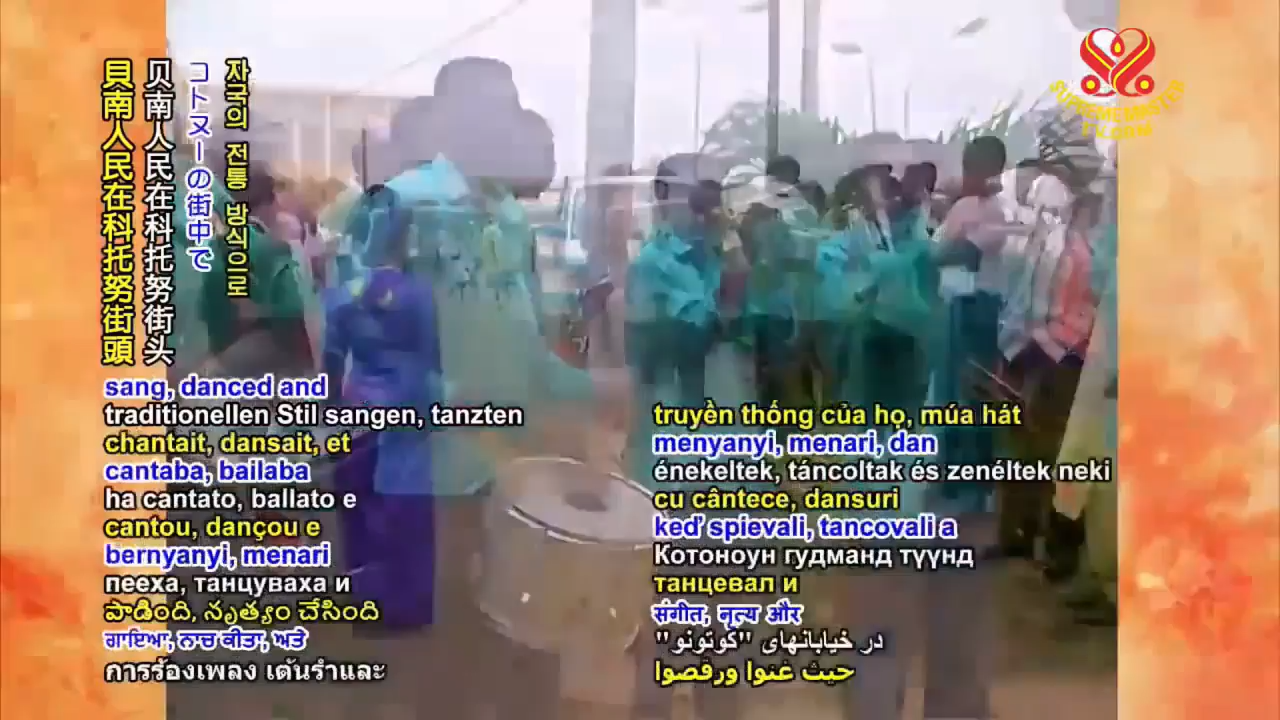 自국의 전통 방식으로
コトヌーの街中で
贝南人民在科托努街头
貝南人民在科托努街頭
sang, danced and
traditionellen Stil sangen, tanzten
chantait, dansait, et
cantaba, bailaba
ha cantato, ballato e
cantou, dançou e
bernyanyi, menari
пееха, танцуваха и
పాడింది, నృత్యం చేసింది
ਗਾਇਆ, ਨਾਚ ਕੀਤਾ, ਅਤੇ
การร้องเพลง เต้นรำและ
truyền thống của họ, múa hát
menyanyi, menari, dan
énekeltek, táncoltak és zenéltek neki
cu cântece, dansuri
keď spievali, tancovali a
Котоноун гудманд түүнд
танцевал и
संगीत, नृत्य और
در خیابانهای "کوتونو"
حيث غنوا ورقصوا
SUPREMEMASTER
TV.COM